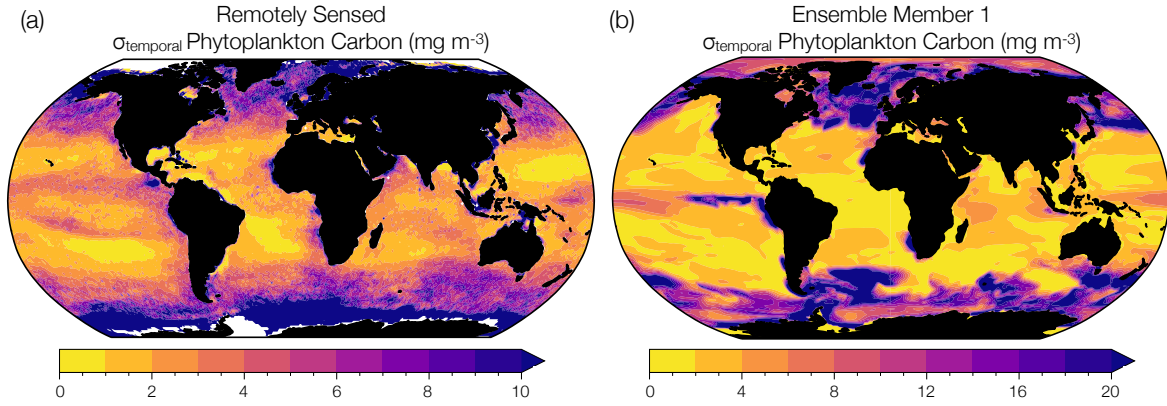 (a)
Remotely Sensed
σtemporal Phytoplankton Carbon (mg m-3)
0 2 4 6 8 10
(b)
Ensemble Member 1
σtemporal Phytoplankton Carbon (mg m-3)
0 4 8 12 16 20